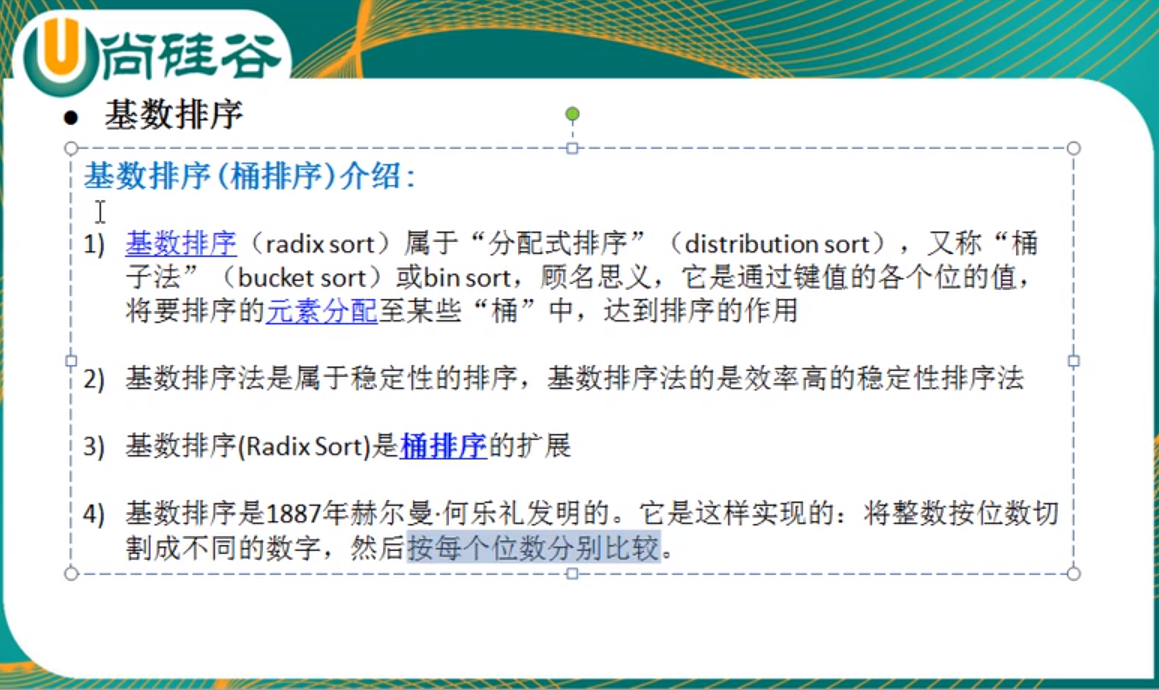 尚硅谷
● 基数排序
基数排序(桶排序)介绍:
1) 基数排序（radix sort）属于“分配式排序”（distribution sort），又称“桶
子法”（bucket sort）或bin sort，顾名思义，它是通过键值的各个位的值，
将要排序的元素分配至某些“桶”中，达到排序的作用
2) 基数排序法是属于稳定性的排序，基数排序法的是效率高的稳定性排序法
3) 基数排序(Radix Sort)是桶排序的扩展
4) 基数排序是1887年赫尔曼·何乐礼发明的。它是这样实现的：将整数按位数切
割成不同的数字，然后按每个位数分别比较。